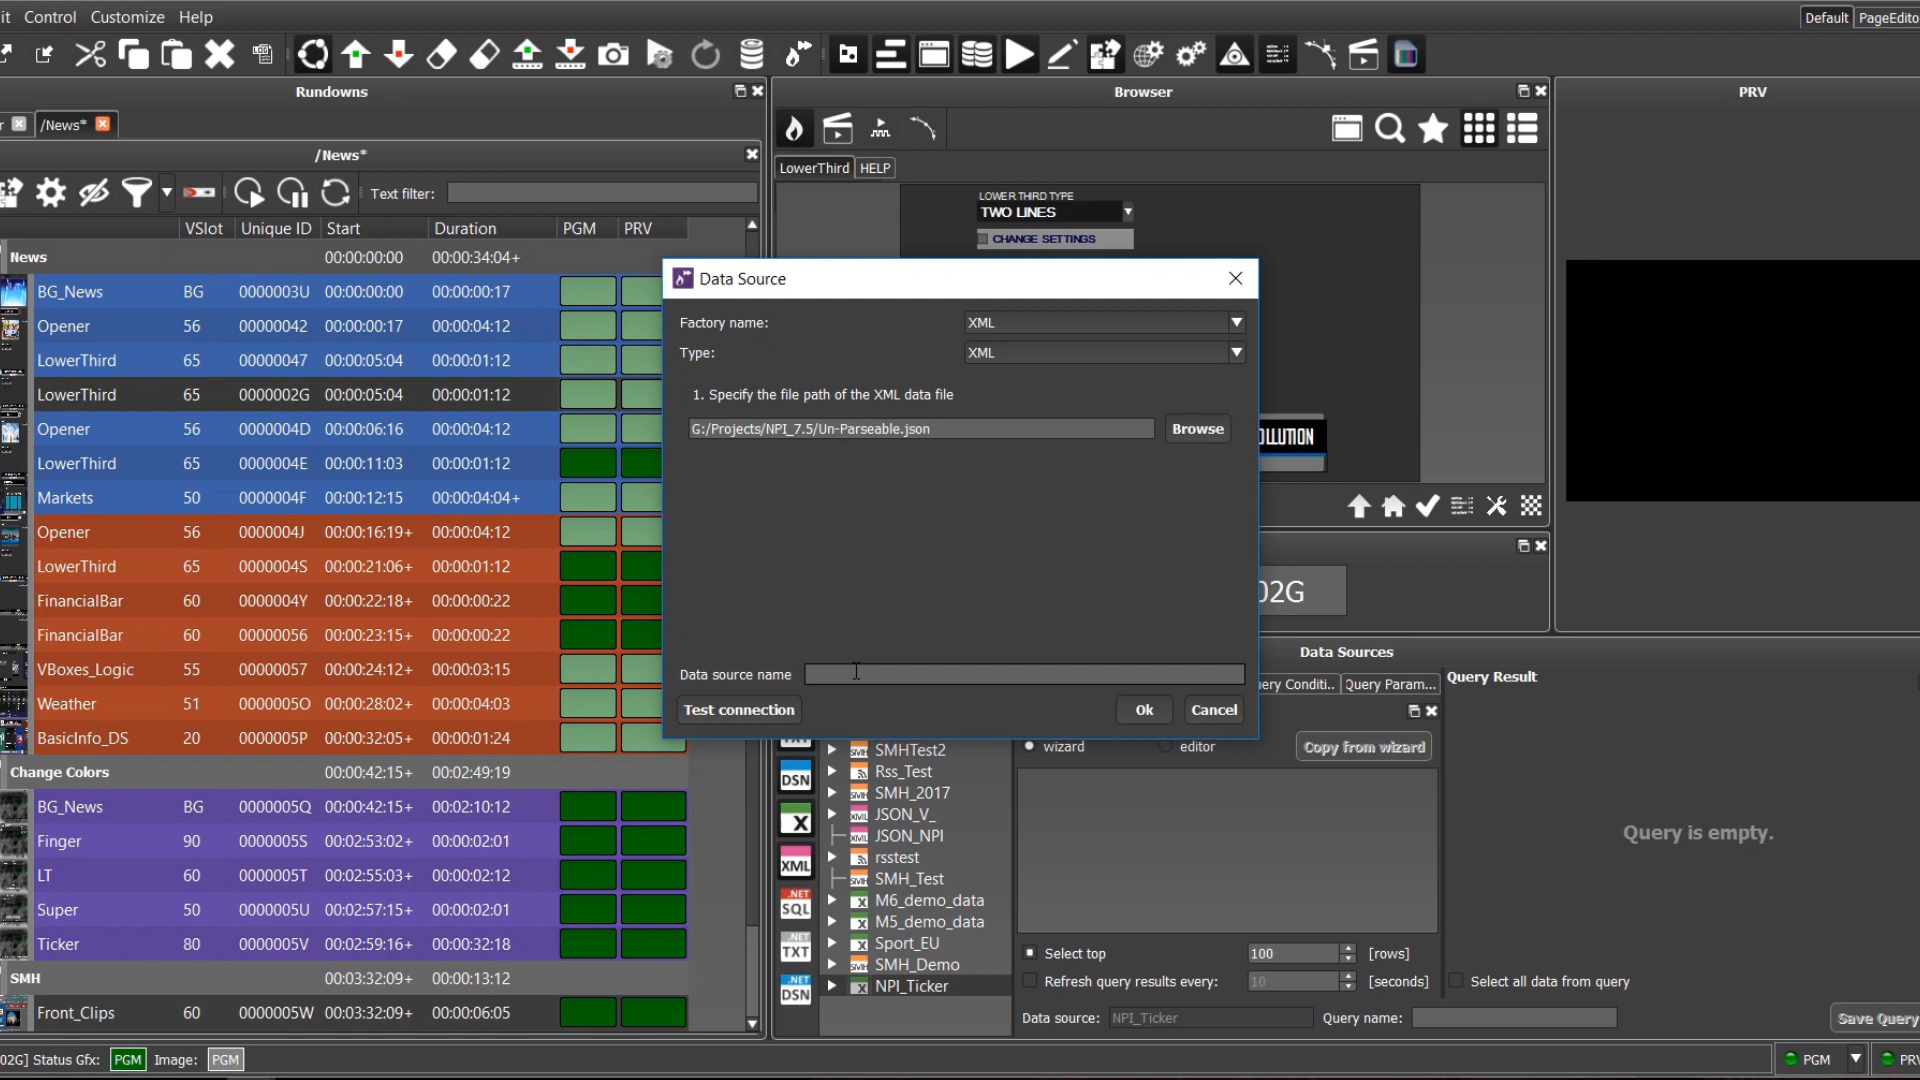 it Control Customize Help
Default PageEdito
LOG
Rundowns
Browser
PRV
r /News*
/News*
LowerThird HELP
Text filter:
LOWER THIRD TYPE
TWO LINES
CHANGE SETTINGS
VSlot Unique ID Start Duration PGM PRV
News 00:00:00:00 00:00:34:04+
BG_News BG 0000003U 00:00:00:00 00:00:00:17
Opener 56 00000042 00:00:00:17 00:00:04:12
LowerThird 65 00000047 00:00:05:04 00:00:01:12
LowerThird 65 0000002G 00:00:05:04 00:00:01:12
Opener 56 0000004D 00:00:06:16 00:00:04:12
LowerThird 65 0000004E 00:00:11:03 00:00:01:12
Markets 50 0000004F 00:00:12:15 00:00:04:04+
Opener 56 0000004J 00:00:16:19+ 00:00:04:12
LowerThird 65 0000004S 00:00:21:06+ 00:00:01:12
FinancialBar 60 0000004Y 00:00:22:18+ 00:00:00:22
FinancialBar 60 00000056 00:00:23:15+ 00:00:00:22
VBoxes_Logic 55 00000057 00:00:24:12+ 00:00:03:15
Weather 51 0000005O 00:00:28:02+ 00:00:04:03
BasicInfo_DS 20 0000005P 00:00:32:05+ 00:00:01:24
Change Colors 00:00:42:15+ 00:02:49:19
BG_News BG 0000005Q 00:00:42:15+ 00:02:10:12
Finger 90 0000005S 00:02:53:02+ 00:00:02:01
LT 60 0000005T 00:02:55:03+ 00:00:02:12
Super 50 0000005U 00:02:57:15+ 00:00:02:01
Ticker 80 0000005V 00:02:59:16+ 00:00:32:18
SMH 00:03:32:09+ 00:00:13:12
Front_Clips 60 0000005W 00:03:32:09+ 00:00:06:05
Data Source
Factory name: XML
Type: XML
1. Specify the file path of the XML data file
G:/Projects/NPI_7.5/Un-Parseable.json Browse
Data source name
Test connection Ok Cancel
OLLUTION
02G
Data Sources
ery Conditi.. Query Param... Query Result
wizard editor Copy from wizard
SMHTest2
Rss_Test
SMH_2017
JSON_V_
JSON_NPI
rsstest
SMH_Test
M6_demo_data
M5_demo_data
Sport_EU
SMH_Demo
NPI_Ticker
DSN
X
XML
.NET SQL
.NET TXT
.NET DSN
Query is empty.
Select top 100 [rows]
Refresh query results every: 10 [seconds] Select all data from query
Data source: NPI_Ticker Query name: Save Query
02G] Status Gfx: PGM Image: PGM
PGM PRV